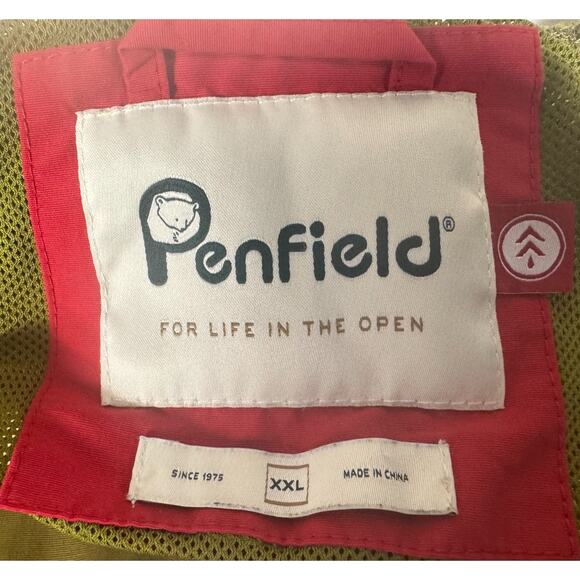 Penfield®
FOR LIFE IN THE OPEN
SINCE 1975
XXL
MADE IN CHINA